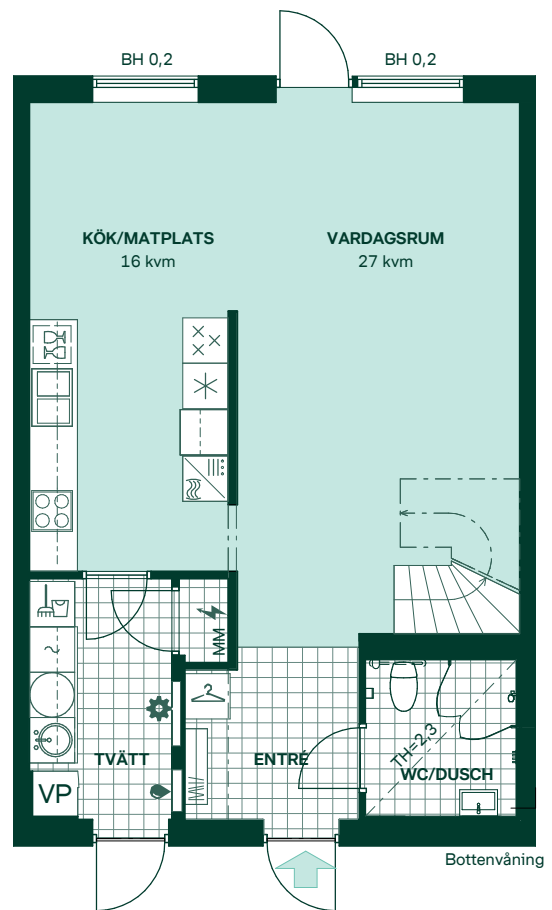 BH 0,2
BH 0,2
KÖK/MATPLATS
16 kvm
VARDAGSRUM
27 kvm
MM
TH=2,3
TVÄTT
ENTRÉ
WC/DUSCH
VP
Bottenvåning